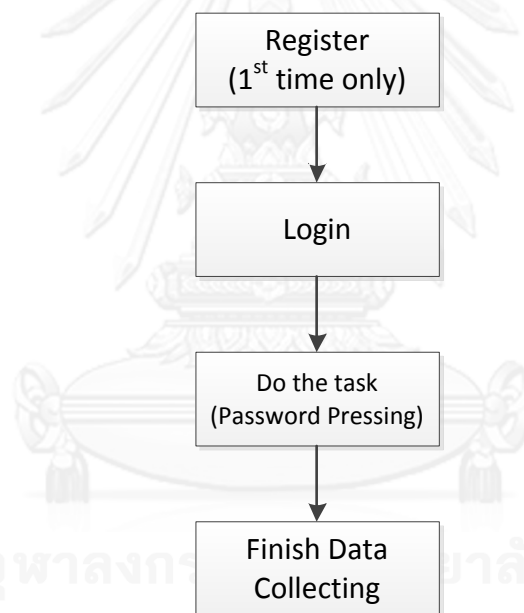 Register
(1st time only)
Login
Do the task
(Password Pressing)
Finish Data
Collecting